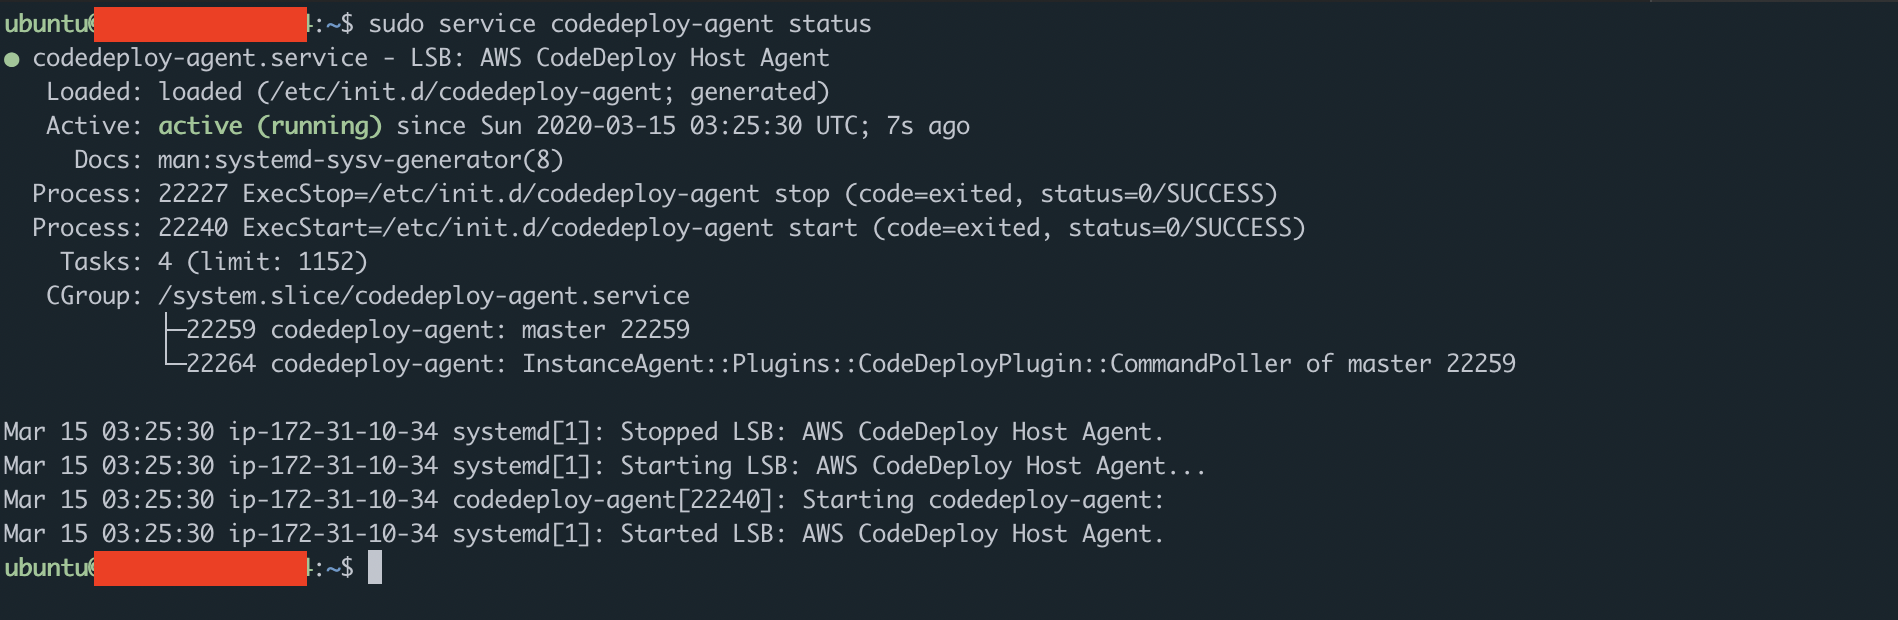 ubuntu@ 4:~$ sudo service codedeploy-agent status
● codedeploy-agent.service - LSB: AWS CodeDeploy Host Agent
Loaded: loaded (/etc/init.d/codedeploy-agent; generated)
Active: active (running) since Sun 2020-03-15 03:25:30 UTC; 7s ago
Docs: man:systemd-sysv-generator(8)
Process: 22227 ExecStop=/etc/init.d/codedeploy-agent stop (code=exited, status=0/SUCCESS)
Process: 22240 ExecStart=/etc/init.d/codedeploy-agent start (code=exited, status=0/SUCCESS)
Tasks: 4 (limit: 1152)
CGroup: /system.slice/codedeploy-agent.service
├─22259 codedeploy-agent: master 22259
└─22264 codedeploy-agent: InstanceAgent::Plugins::CodeDeployPlugin::CommandPoller of master 22259
Mar 15 03:25:30 ip-172-31-10-34 systemd[1]: Stopped LSB: AWS CodeDeploy Host Agent.
Mar 15 03:25:30 ip-172-31-10-34 systemd[1]: Starting LSB: AWS CodeDeploy Host Agent...
Mar 15 03:25:30 ip-172-31-10-34 codedeploy-agent[22240]: Starting codedeploy-agent:
Mar 15 03:25:30 ip-172-31-10-34 systemd[1]: Started LSB: AWS CodeDeploy Host Agent.
ubuntu@ 4:~$